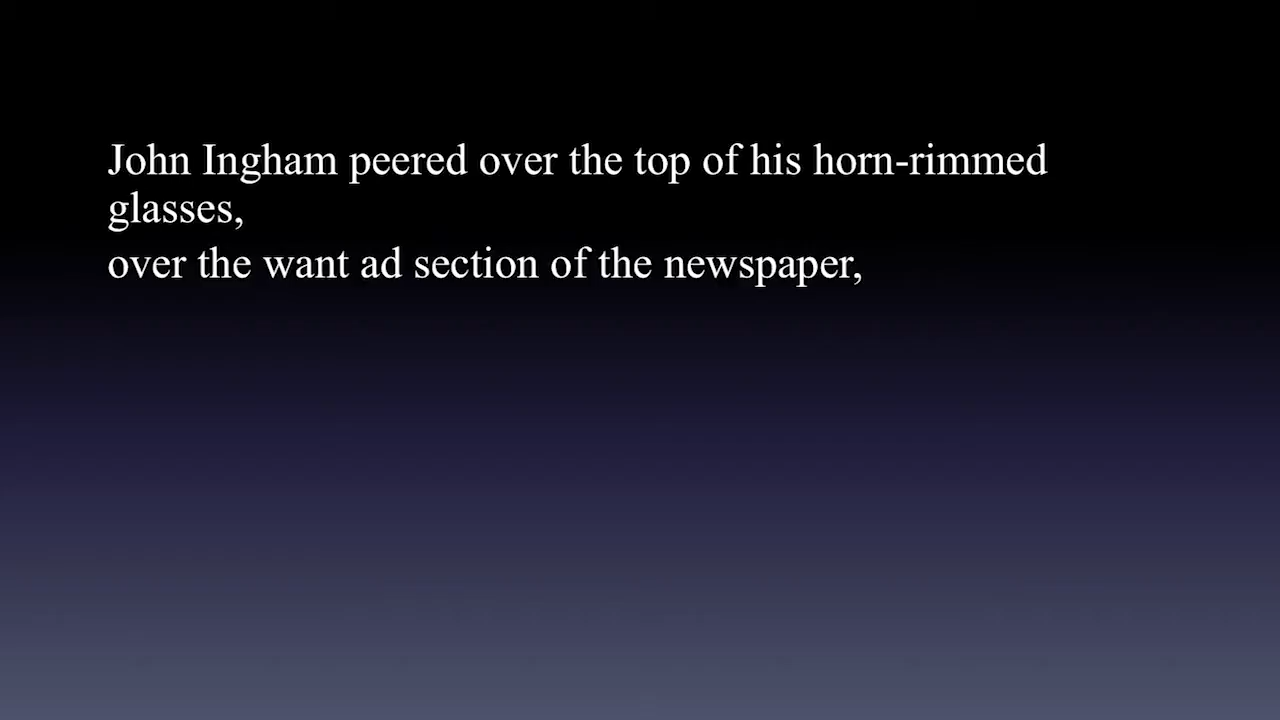 John Ingham peered over the top of his horn-rimmed
glasses,
over the want ad section of the newspaper,